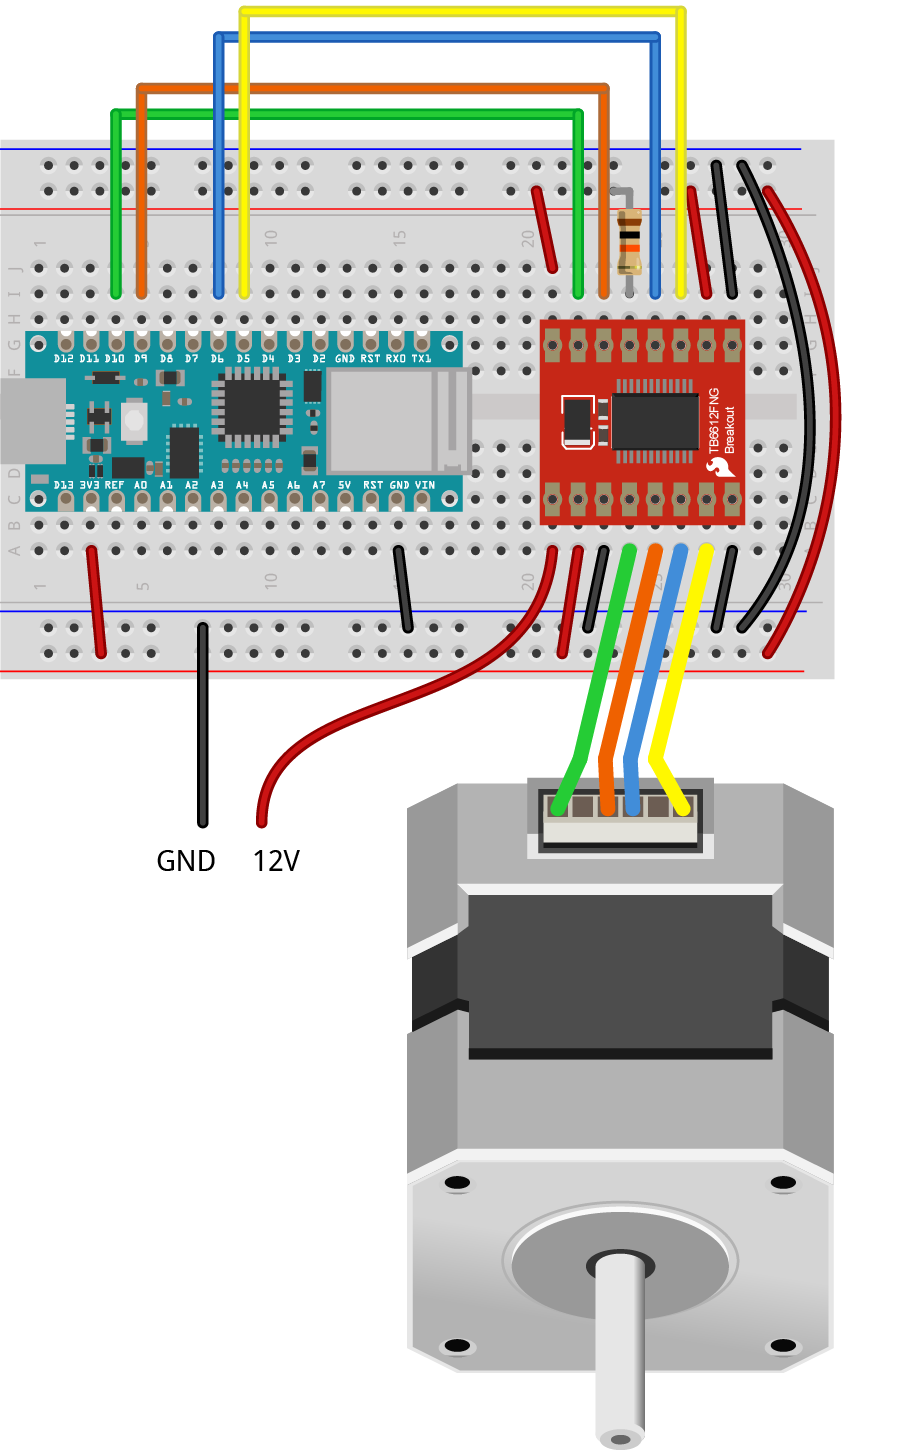 1 5 10 15 20 30
J
I
H
G
F
D12 D11 D10 D9 D8 D7 D6 D5 D4 D3 D2 GND RST RX0 TX1
TB6612FNG
Breakout
D13 3V3 REF A0 A1 A2 A3 A4 A5 A6 A7 5V RST GND VIN
D
C
B
A
1 5 10 15 20 25 30
GND 12V